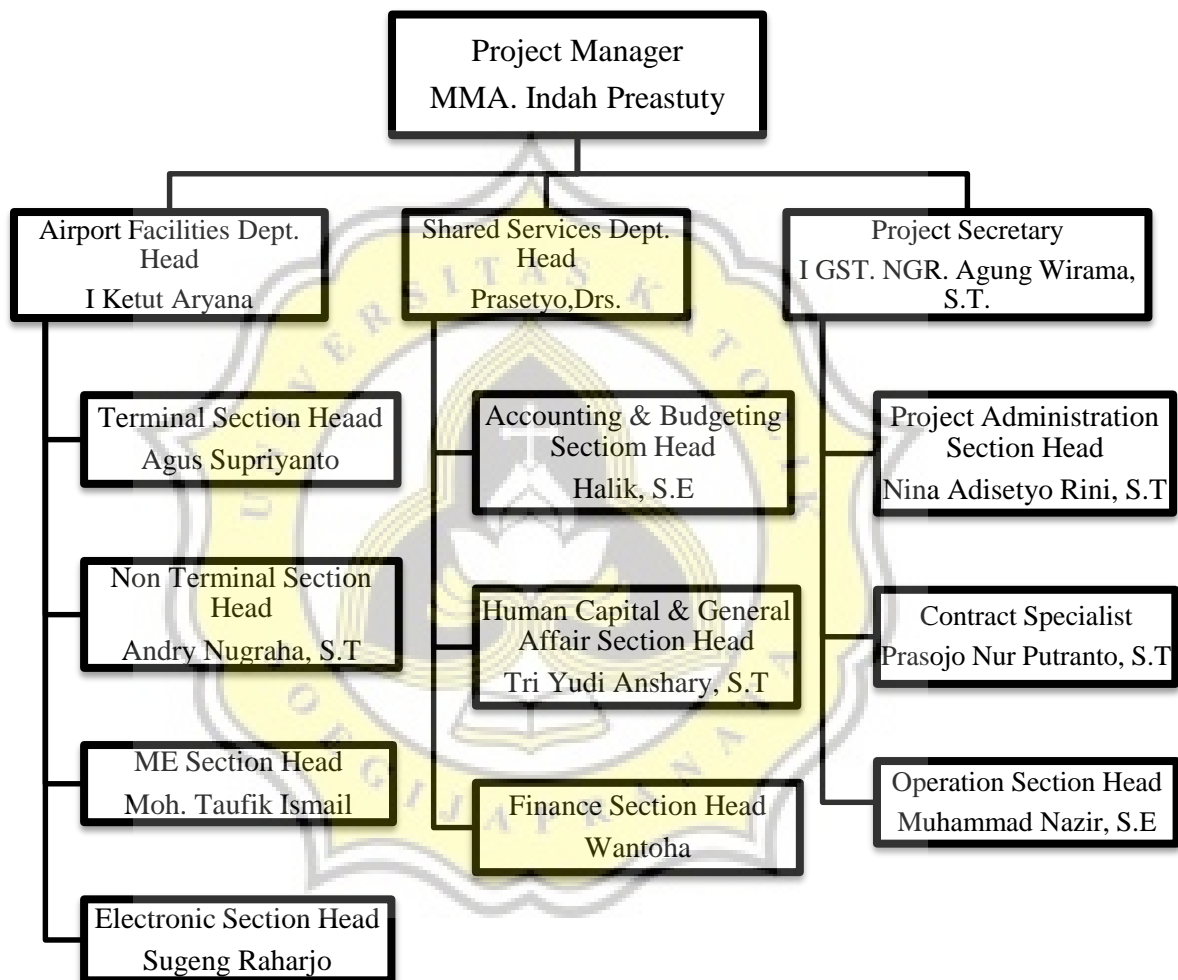 Project Manager
MMA. Indah Preastuty
Airport Facilities Dept.
Head
I Ketut Aryana
Shared Services Dept.
Head
Prasetyo,Drs.
Project Secretary
I GST. NGR. Agung Wirama,
S.T.
Terminal Section Heaad
Agus Supriyanto
Non Terminal Section
Head
Andry Nugraha, S.T
ME Section Head
Moh. Taufik Ismail
Electronic Section Head
Sugeng Raharjo
Accounting & Budgeting
Sectiom Head
Halik, S.E
Human Capital & General
Affair Section Head
Tri Yudi Anshary, S.T
Finance Section Head
Wantoha
Project Administration
Section Head
Nina Adisetyo Rini, S.T
Contract Specialist
Prasojo Nur Putranto, S.T
Operation Section Head
Muhammad Nazir, S.E
UNIVERSITAS KATOLIK
SOEGIJAPRANATA